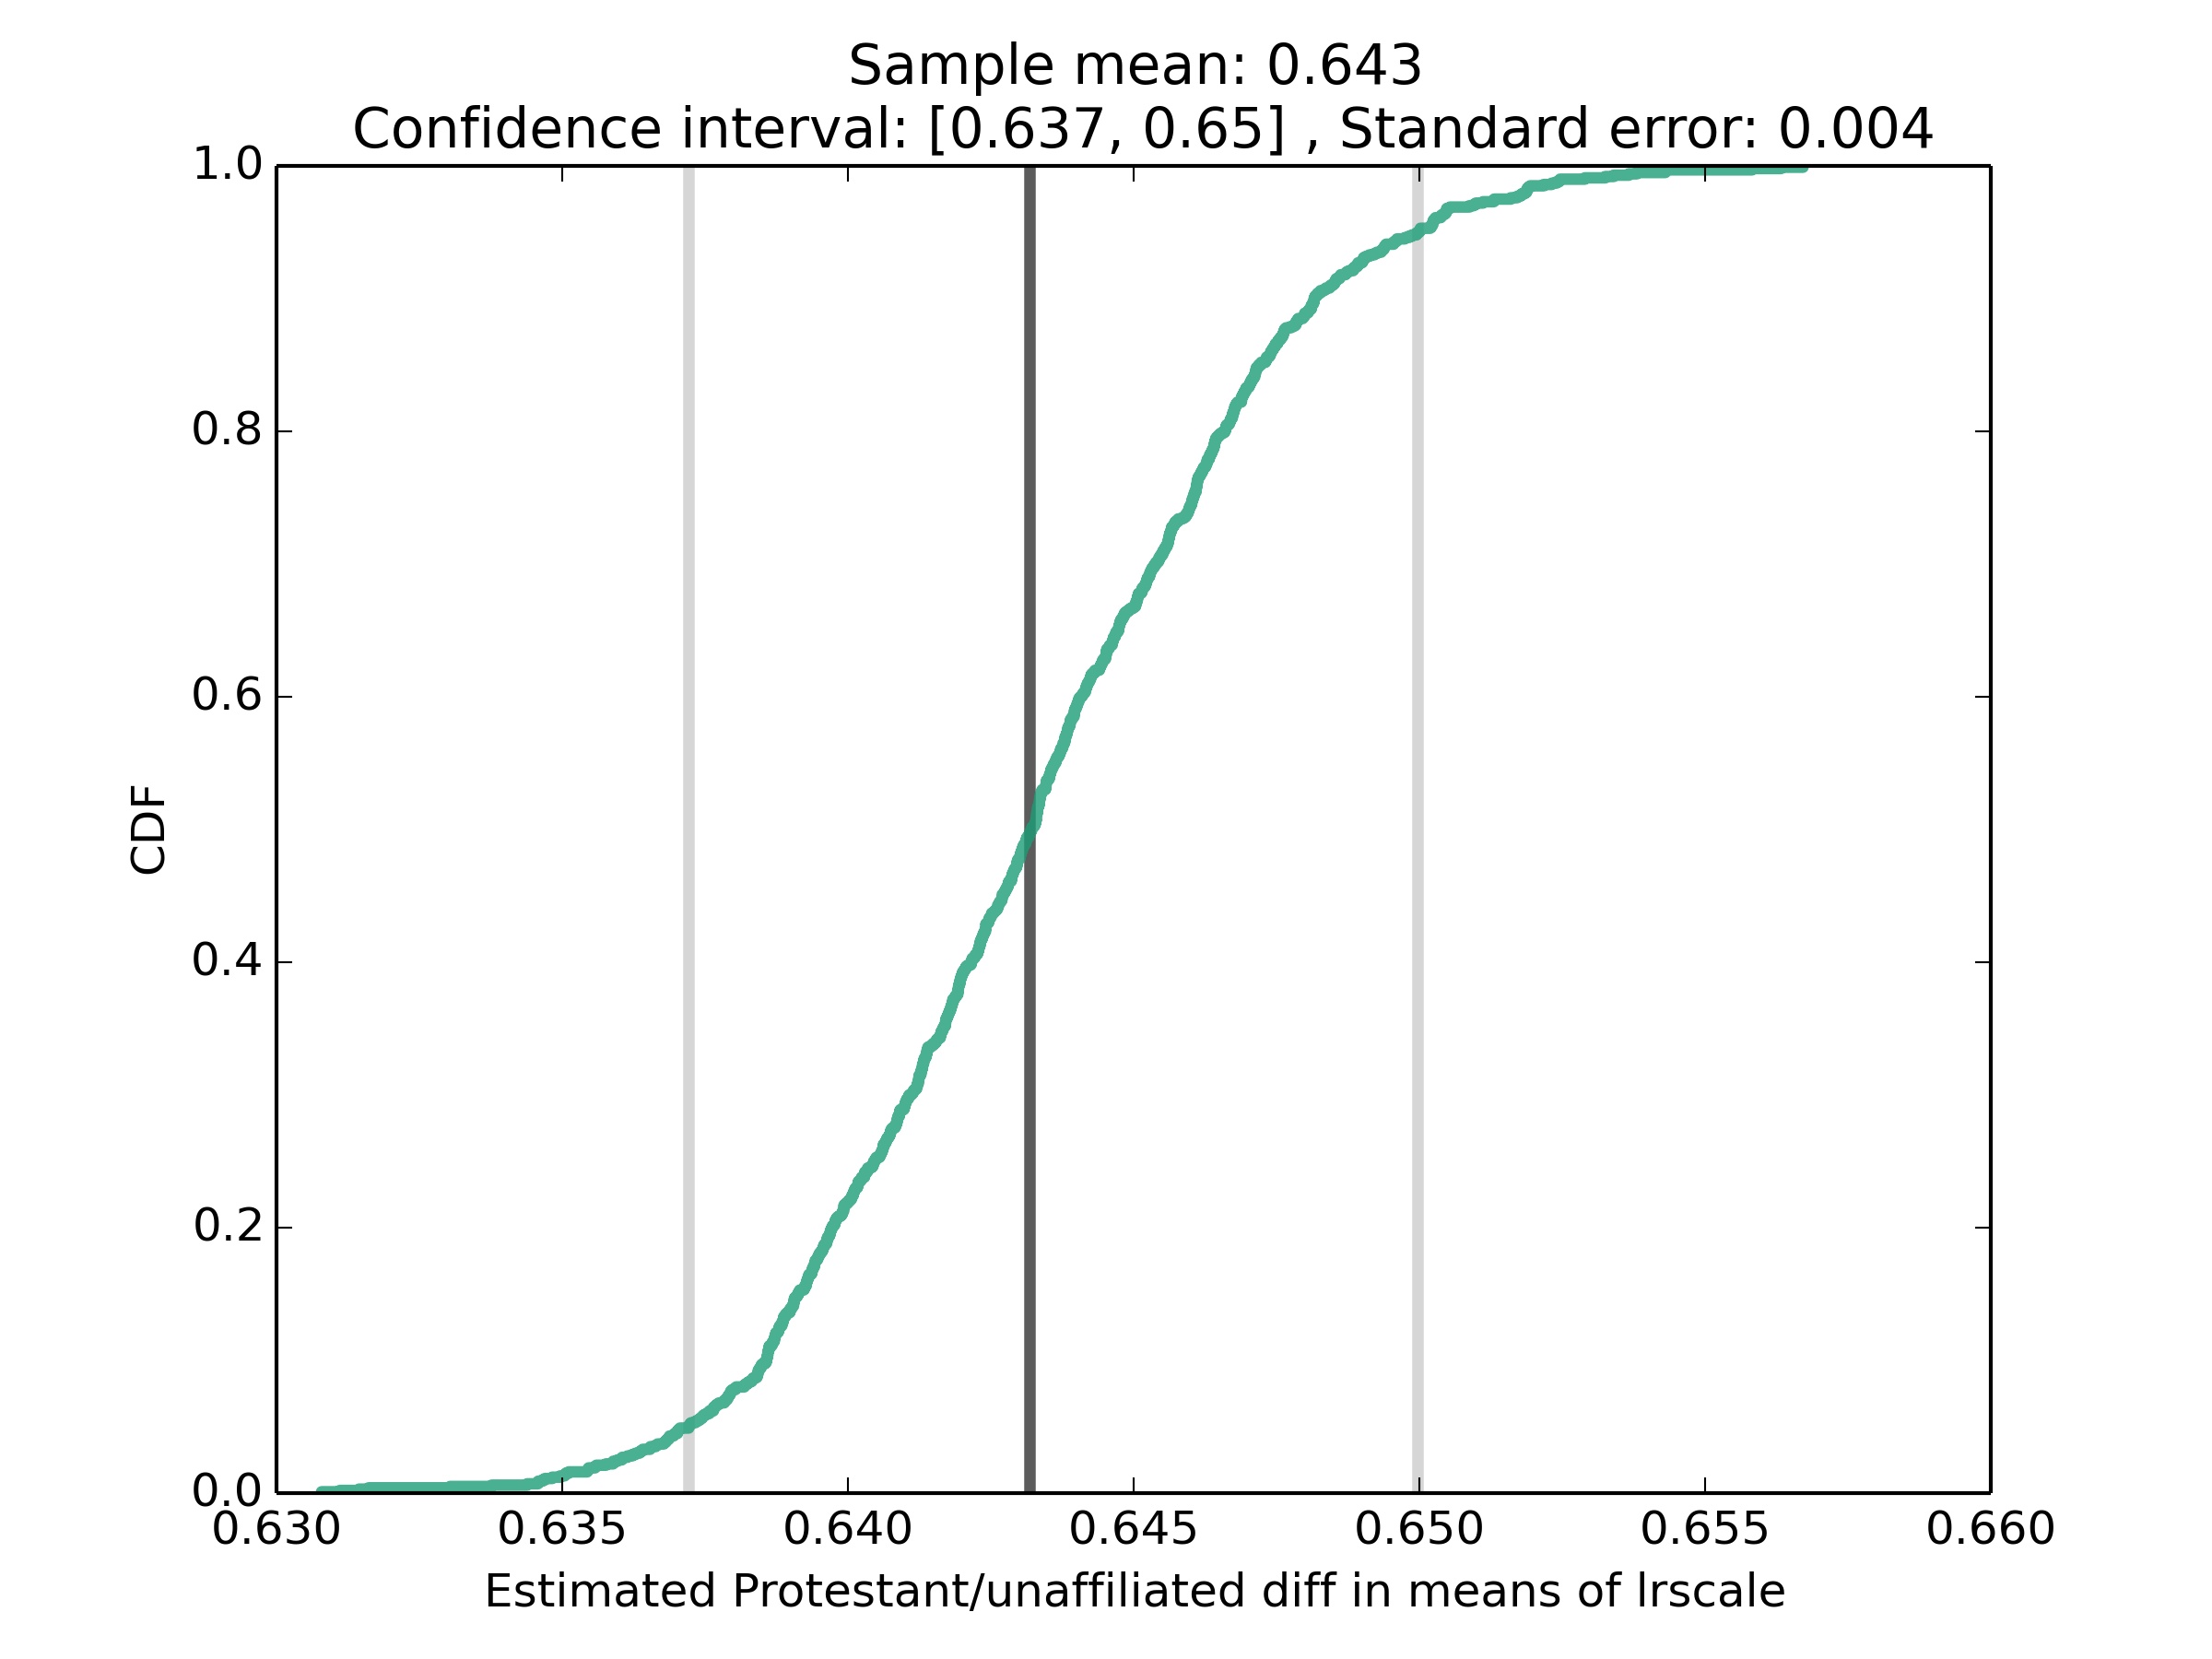 Sample mean: 0.643
Confidence interval: [0.637, 0.65] , Standard error: 0.004
1.0
0.8
0.6
0.4
0.2
0.0
CDF
0.630 0.635 0.640 0.645 0.650 0.655 0.660
Estimated Protestant/unaffiliated diff in means of lrscale